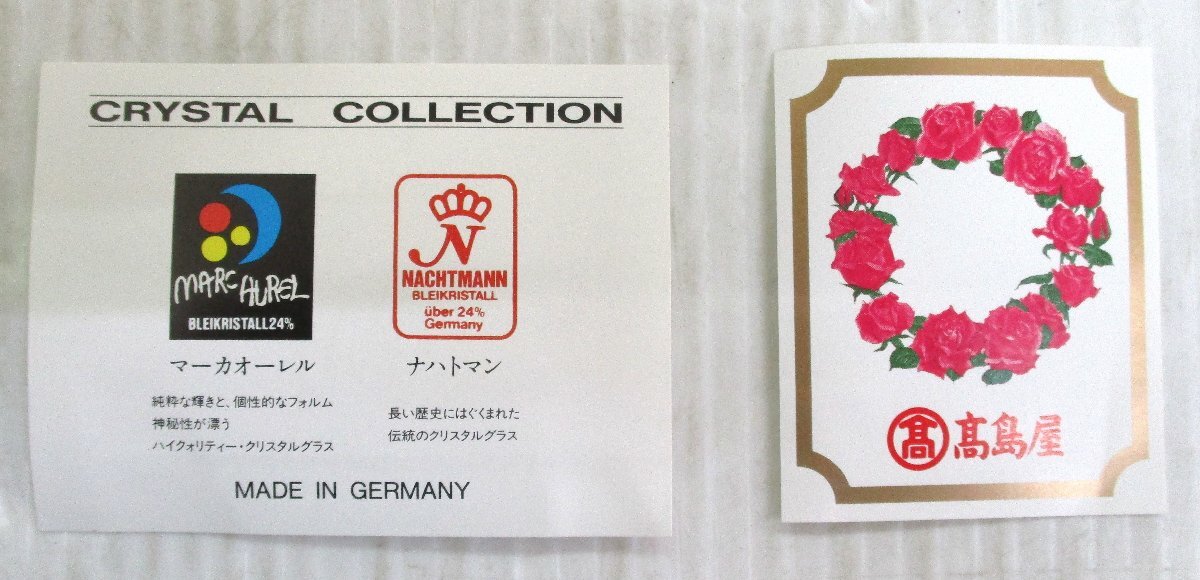 CRYSTAL COLLECTION
MARC AUREL
BLEIKRISTALL 24%
マーカオーレル
純粋な輝きと、個性的なフォルム
神秘性が漂う
ハイクォリティー・クリスタルグラス
N
NACHTMANN
BLEIKRISTALL
über 24%
Germany
ナハトマン
長い歴史にはぐくまれた
伝統のクリスタルグラス
MADE IN GERMANY
髙 髙島屋